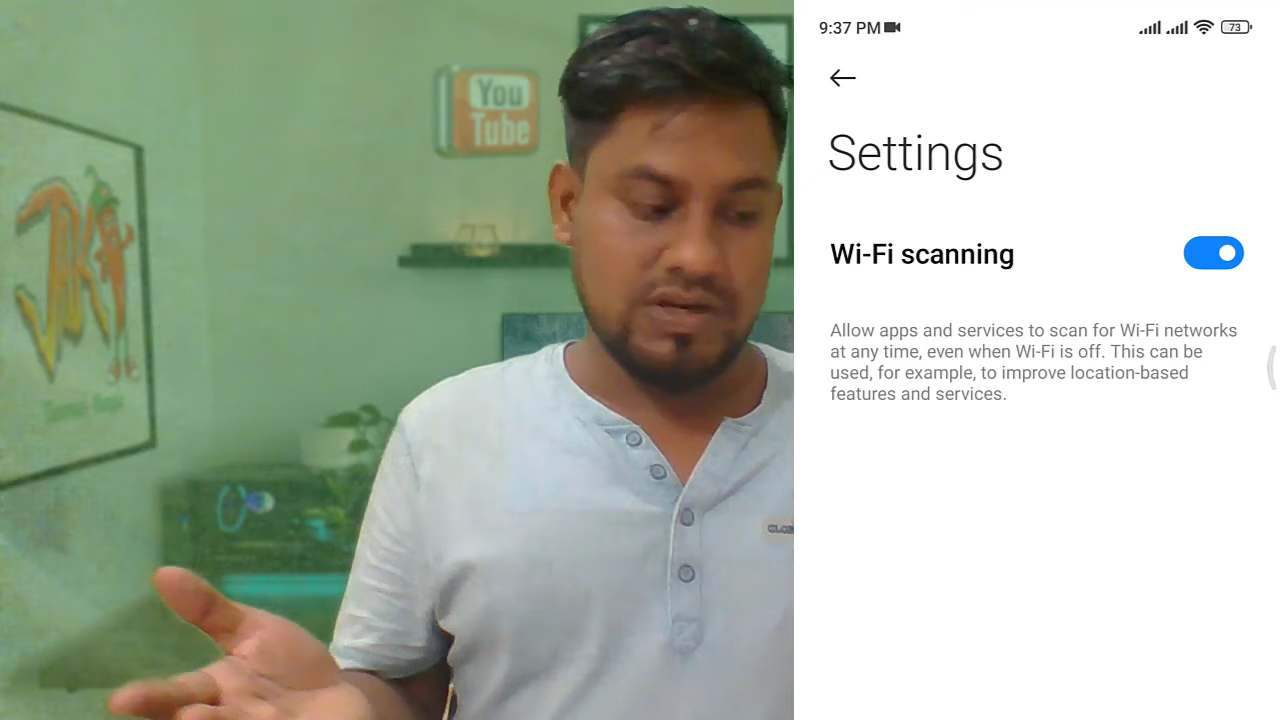 You
Tube
9:37 PM
73
Settings
Wi-Fi scanning
Allow apps and services to scan for Wi-Fi networks
at any time, even when Wi-Fi is off. This can be
used, for example, to improve location-based
features and services.